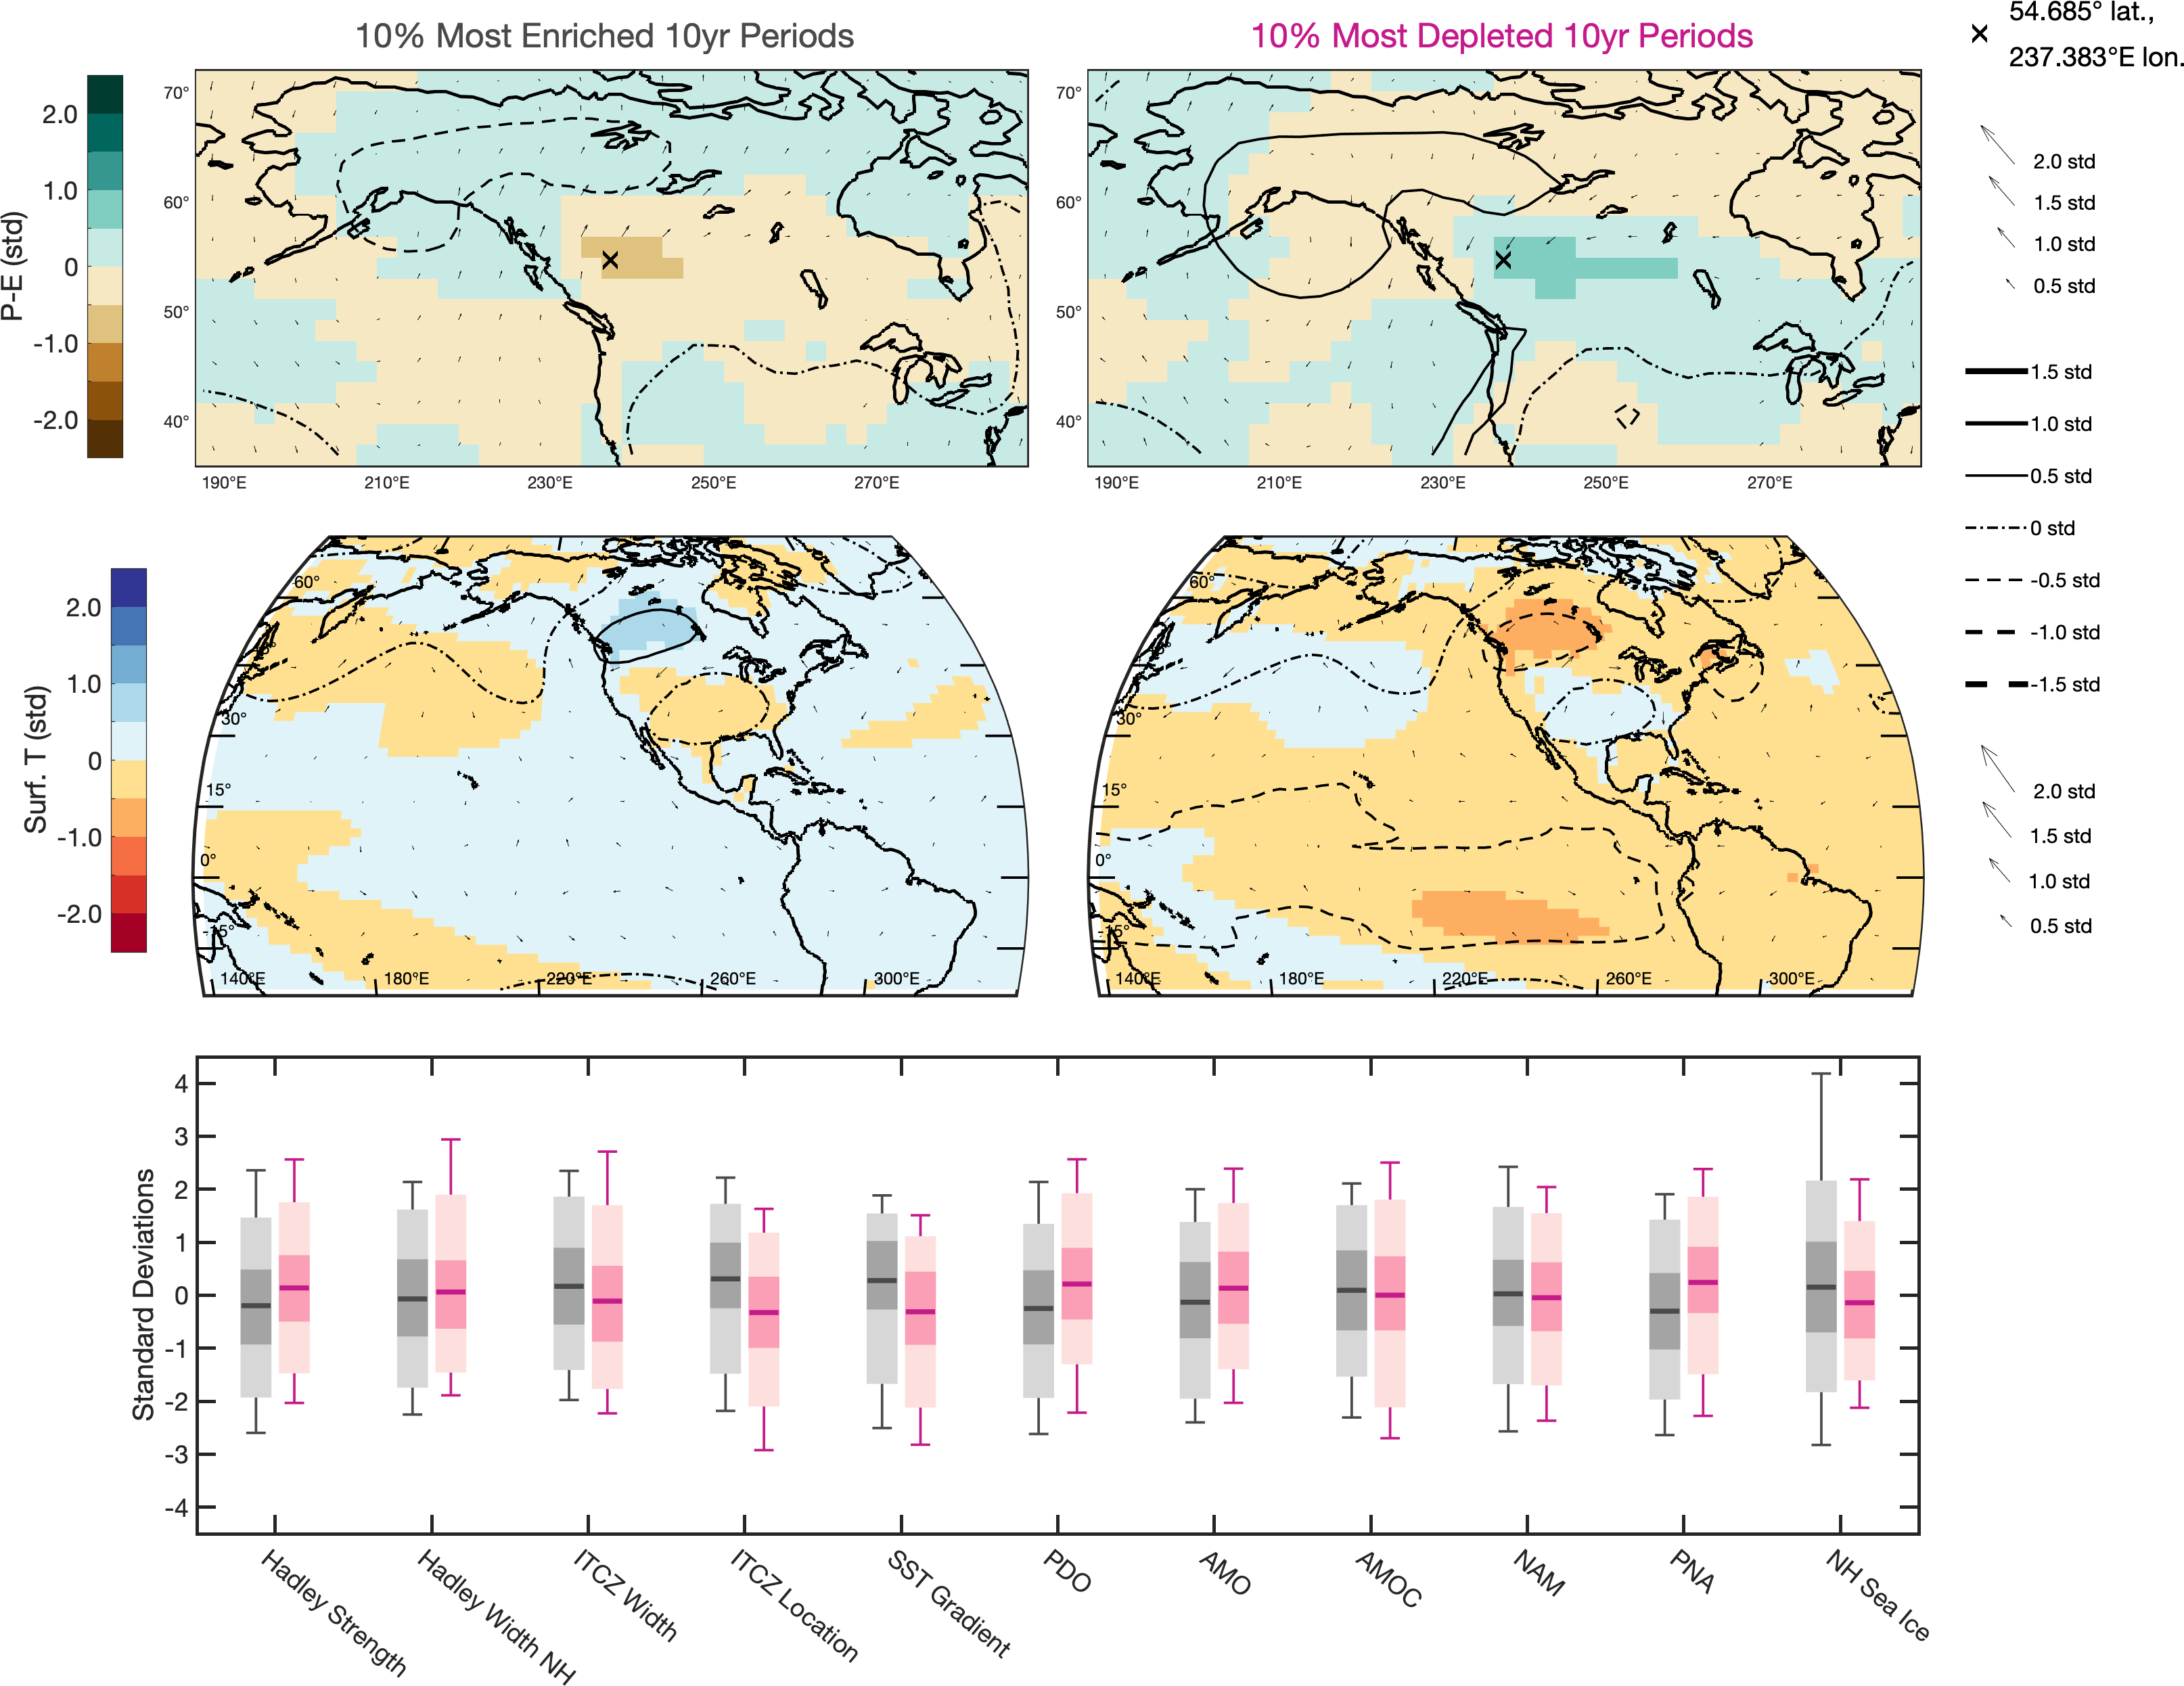 10% Most Enriched 10yr Periods
10% Most Depleted 10yr Periods
54.685° lat.,
237.383°E lon.
P-E (std)
2.0
1.0
0
-1.0
-2.0
70°
60°
50°
40°
190°E
210°E
230°E
250°E
270°E
70°
60°
50°
40°
190°E
210°E
230°E
250°E
270°E
2.0 std
1.5 std
1.0 std
0.5 std
1.5 std
1.0 std
0.5 std
0 std
-0.5 std
-1.0 std
-1.5 std
Surf. T (std)
2.0
1.0
0
-1.0
-2.0
60°
30°
15°
0°
-15°
140°E
180°E
220°E
260°E
300°E
60°
30°
15°
0°
-15°
140°E
180°E
220°E
260°E
300°E
2.0 std
1.5 std
1.0 std
0.5 std
Standard Deviations
4
3
2
1
0
-1
-2
-3
-4
Hadley Strength
Hadley Width NH
ITCZ Width
ITCZ Location
SST Gradient
PDO
AMO
AMOC
NAM
PNA
NH Sea Ice